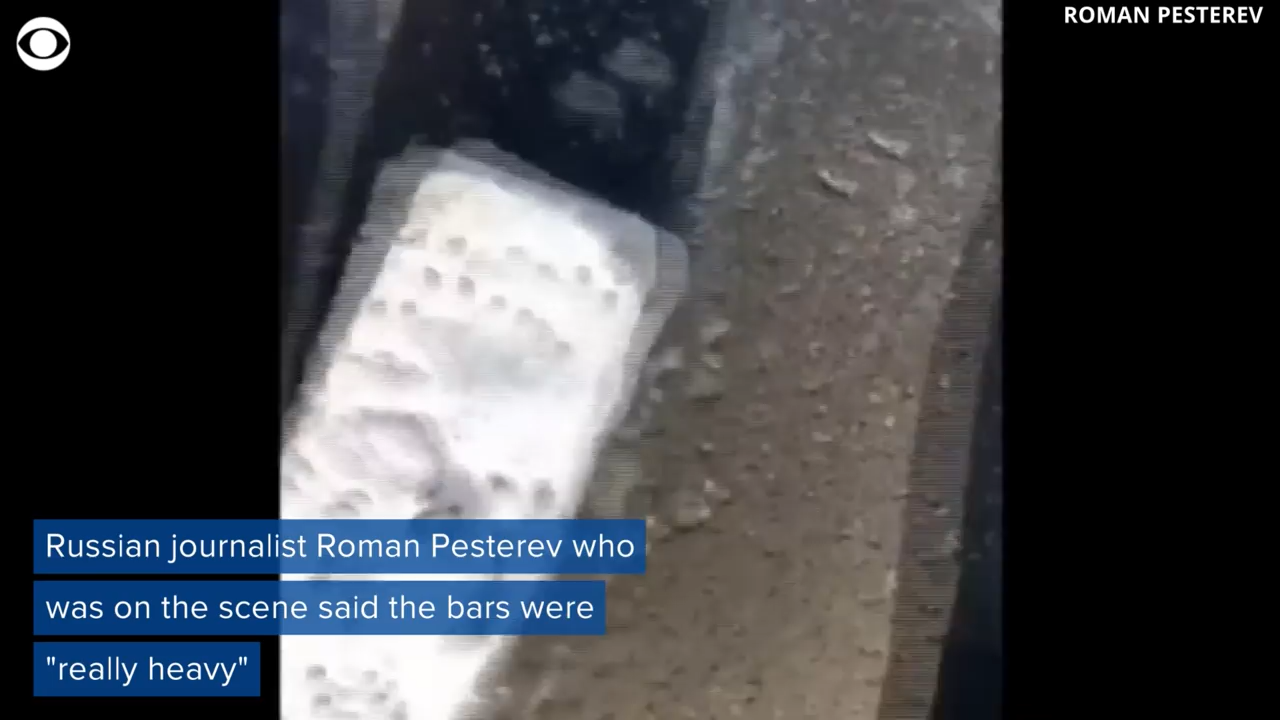 ROMAN PESTEREV
Russian journalist Roman Pesterev who
was on the scene said the bars were
"really heavy"